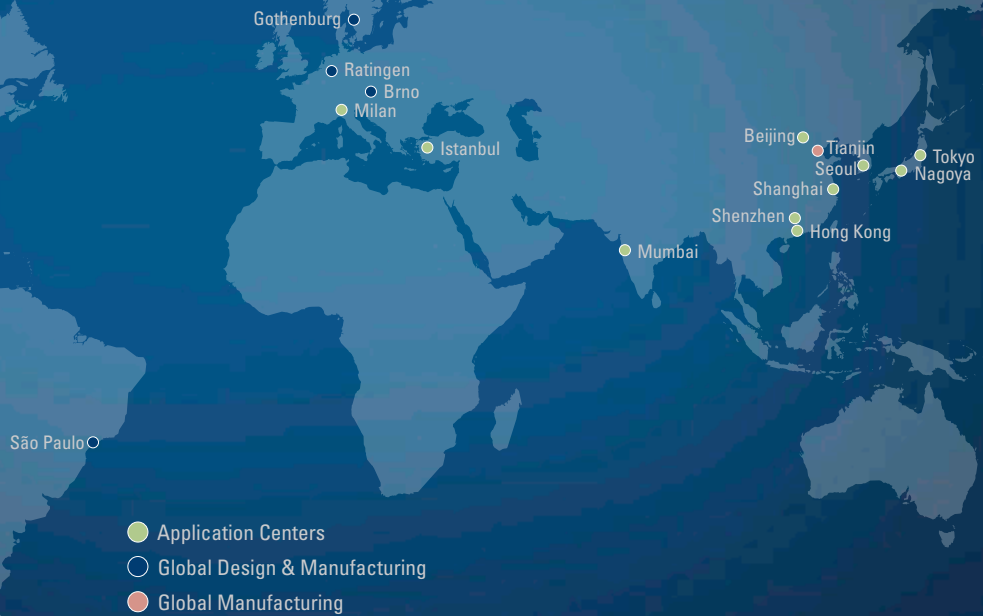 Gothenburg
Ratingen
Brno
Milan
Istanbul
Beijing
Tianjin
Seoul
Tokyo
Nagoya
Shanghai
Shenzhen
Hong Kong
Mumbai
São Paulo
Application Centers
Global Design & Manufacturing
Global Manufacturing